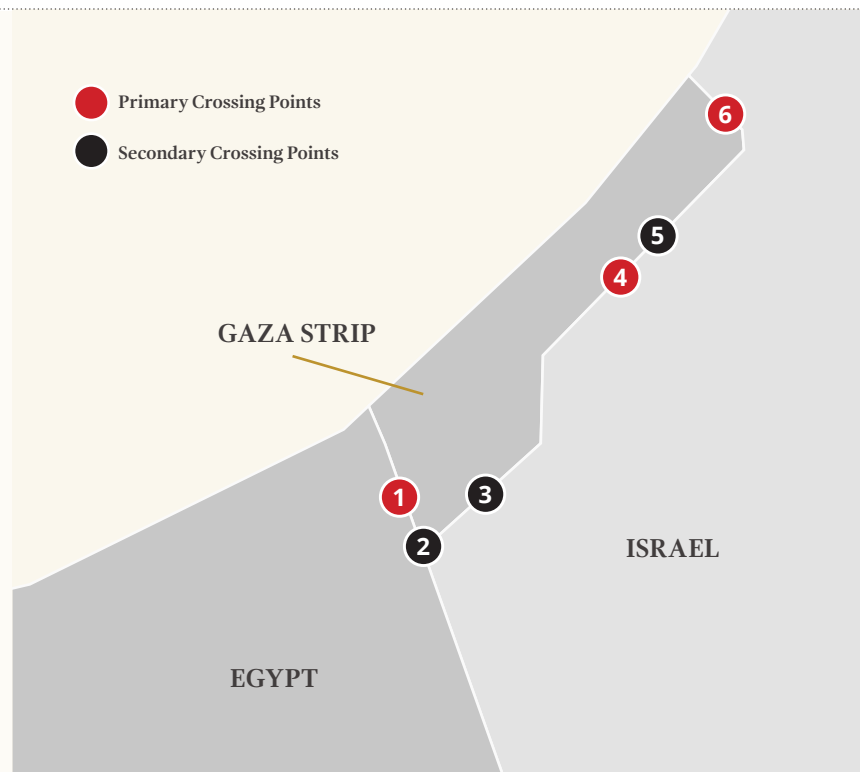 Primary Crossing Points
Secondary Crossing Points
6
5
4
GAZA STRIP
1
3
2
ISRAEL
EGYPT